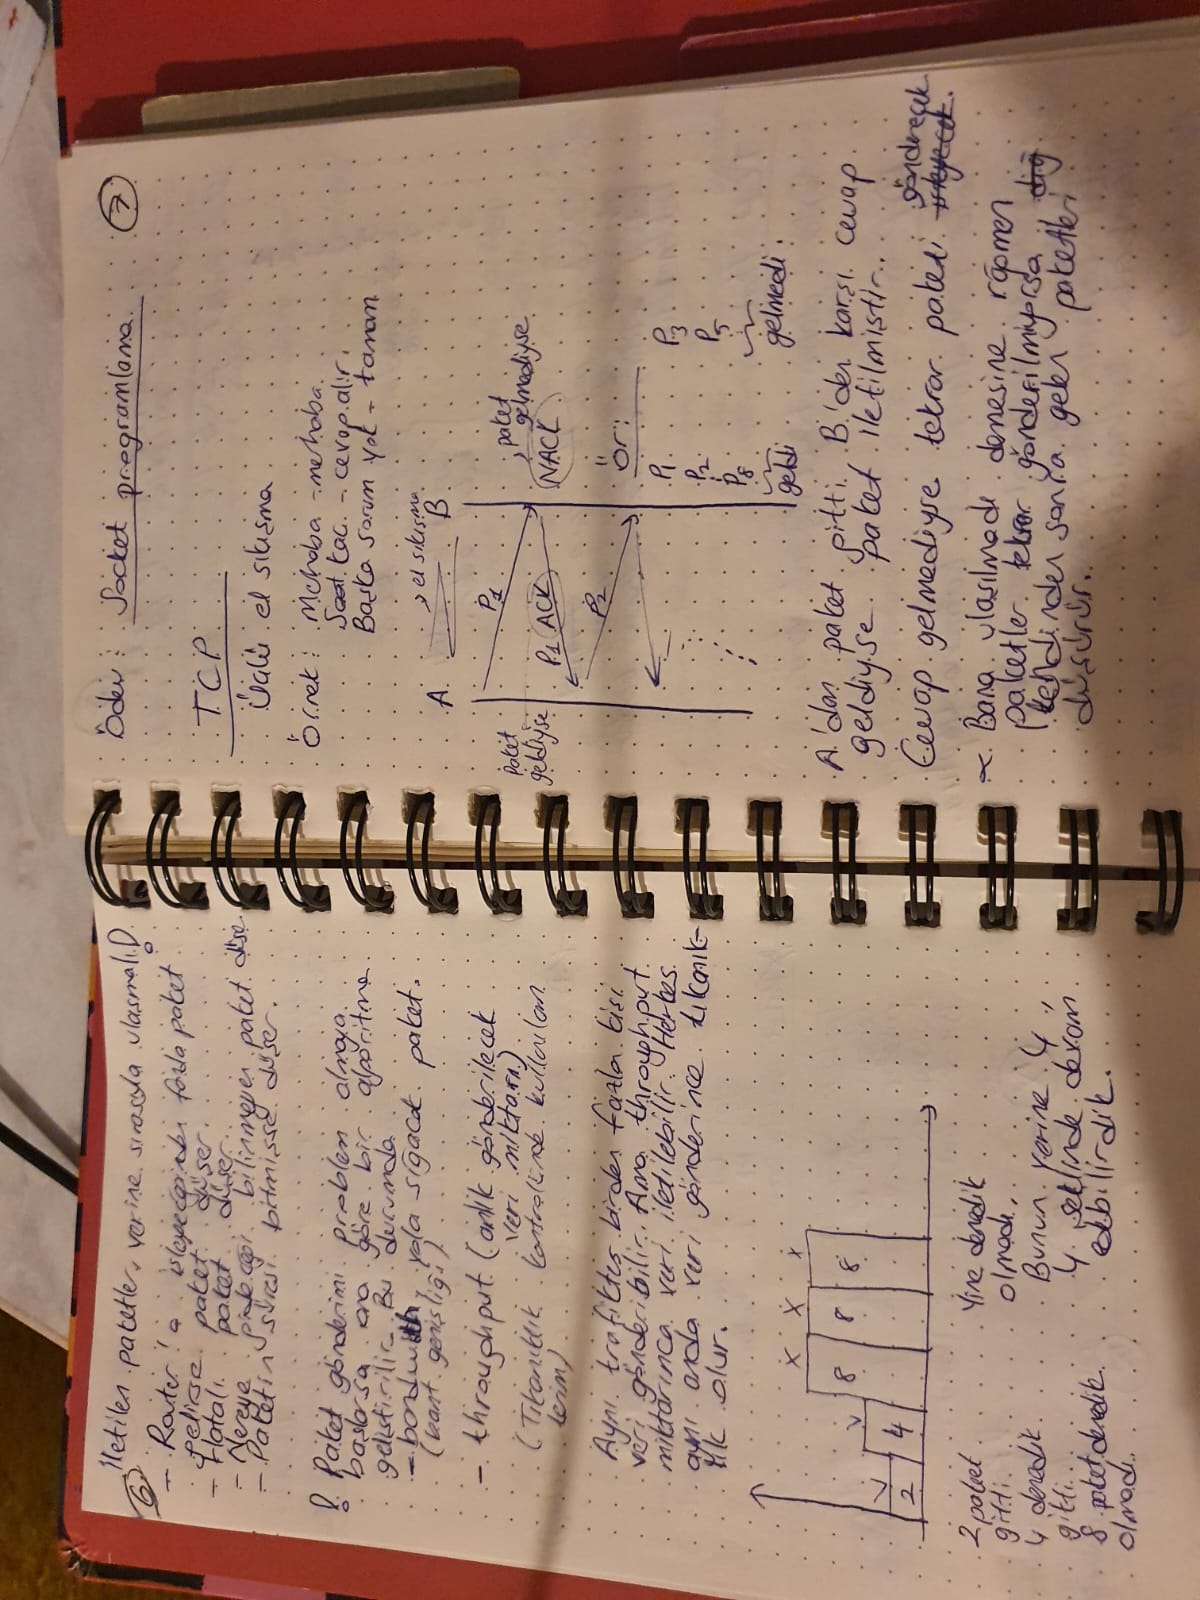 6
İletilen paketler, yerine sırasıyla ulaşmalı!
- Router'a işleyeceğinden fazla paket
gelirse paket düşer.
- Hatalı paket düşer.
- Nereye gideceği bilinmeyen paket düşer
- Paketin süresi bitmişse düşer.
! Paket gönderimi problem olmaya
başlarsa ona göre bir algoritma
geliştirilir. Bu durumda
- bandwith, yola sığacak paket.
(bant genişliği)
- throughput (anlık gönderilecek
veri miktarı)
(Tıkanıklık kontrolünde kullanılan
terim)
Aynı trafikteş birden fazla kişi
veri gönderibilir. Ama throughput
miktarınca veri iletilebilir. Herkes
aynı anda veri gönderince tıkanık-
lık olur.
x x x
2 4 8 8 8
2 paket
gitti.
4 denedik
gitti.
8 paket denedik
olmadı.
Yine denedik
olmadı.
Bunun yerine 4,
4 şeklinde devam
edebilirdik.
7
Ödev: Socket programlama
TCP
Üçlü el sıkışma
Örnek: Merhaba - merhaba
Saat kaç - cevap alır.
Başka sorum yok - tamam
A el sıkışma B
P1
paket
geldiyse
P1 ACK
paket
gelmediyse
NACK
P2
Ör:
P1 P3
P2 P5
P8
geldi gelmedi.
A'dan paket gitti. B'den karşı cevap
geldiyse paket iletilmiştir.
Cevap gelmediyse tekrar paketi isteyecek. gönderecek
Bana ulaşılmadı demesine rağmen
paketler tekrar gönderilmiyorsa, diğ
kendinden sonra gelen paketleri
düşürür.